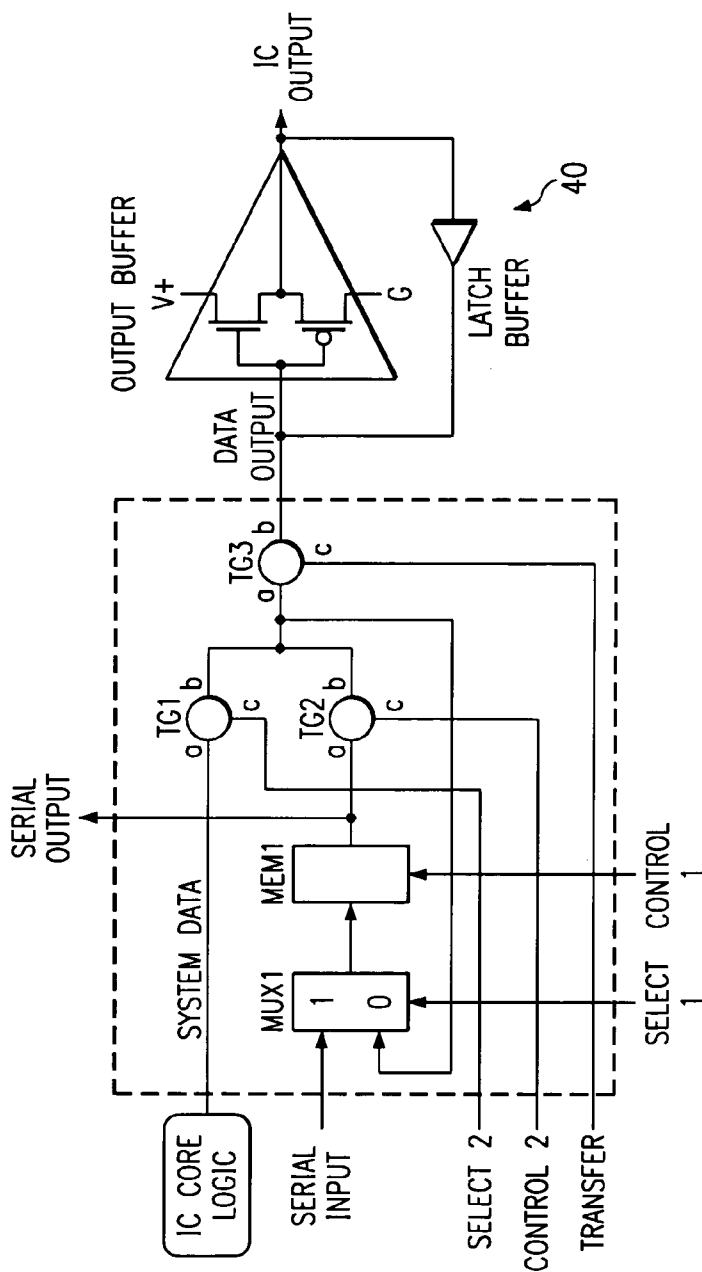 SERIAL
OUTPUT
IC CORE
LOGIC
SYSTEM DATA
TG1
a
b
c
TG2
a
b
c
TG3
a
b
c
SERIAL
INPUT
MUX1
1
0
MEM1
SELECT
1
CONTROL
1
SELECT 2
CONTROL 2
TRANSFER
DATA
OUTPUT
OUTPUT BUFFER
V+
G
IC
OUTPUT
LATCH
BUFFER
40